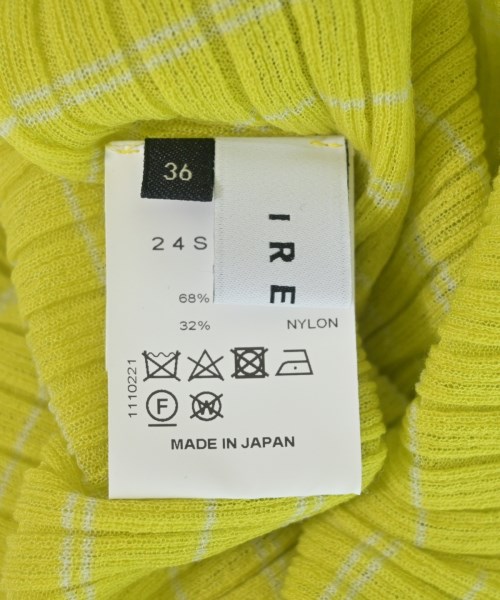 36
IRE
24S
68%
32% NYLON
1110221
F
W
MADE IN JAPAN